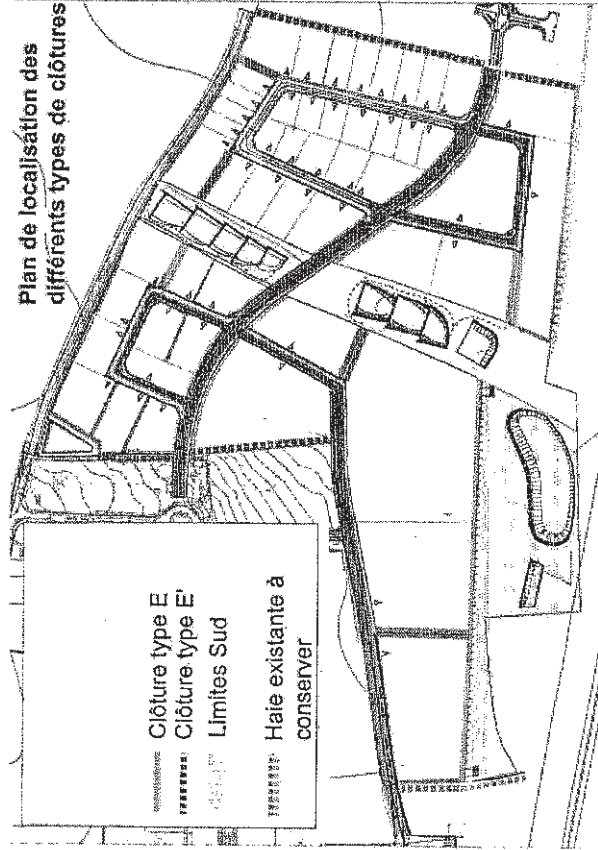 Plan de localisation des
différents types de clôtures
Clôture type E
Clôture type E'
Limites Sud
Haie existante à
conserver